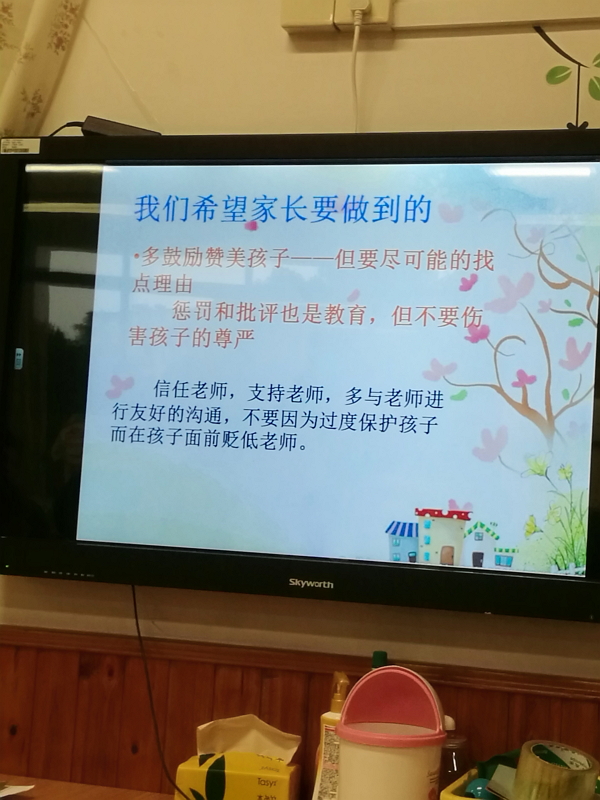 我们希望家长要做到的
•多鼓励赞美孩子——但要尽可能的找
点理由
惩罚和批评也是教育，但不要伤
害孩子的尊严
信任老师，支持老师，多与老师进
行友好的沟通，不要因为过度保护孩子
而在孩子面前贬低老师。
Skyworth